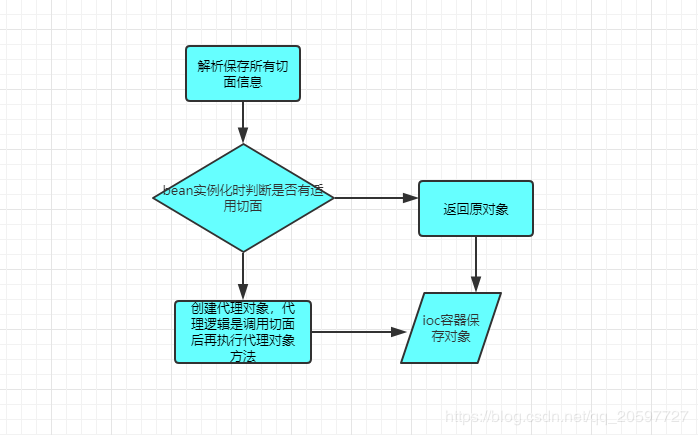 解析保存所有切
面信息
bean实例化时判断是否有适
用切面
返回原对象
创建代理对象，代
理逻辑是调用切面
后再执行代理对象
方法
ioc容器保
存对象
https://blog.csdn.net/qq_20597727